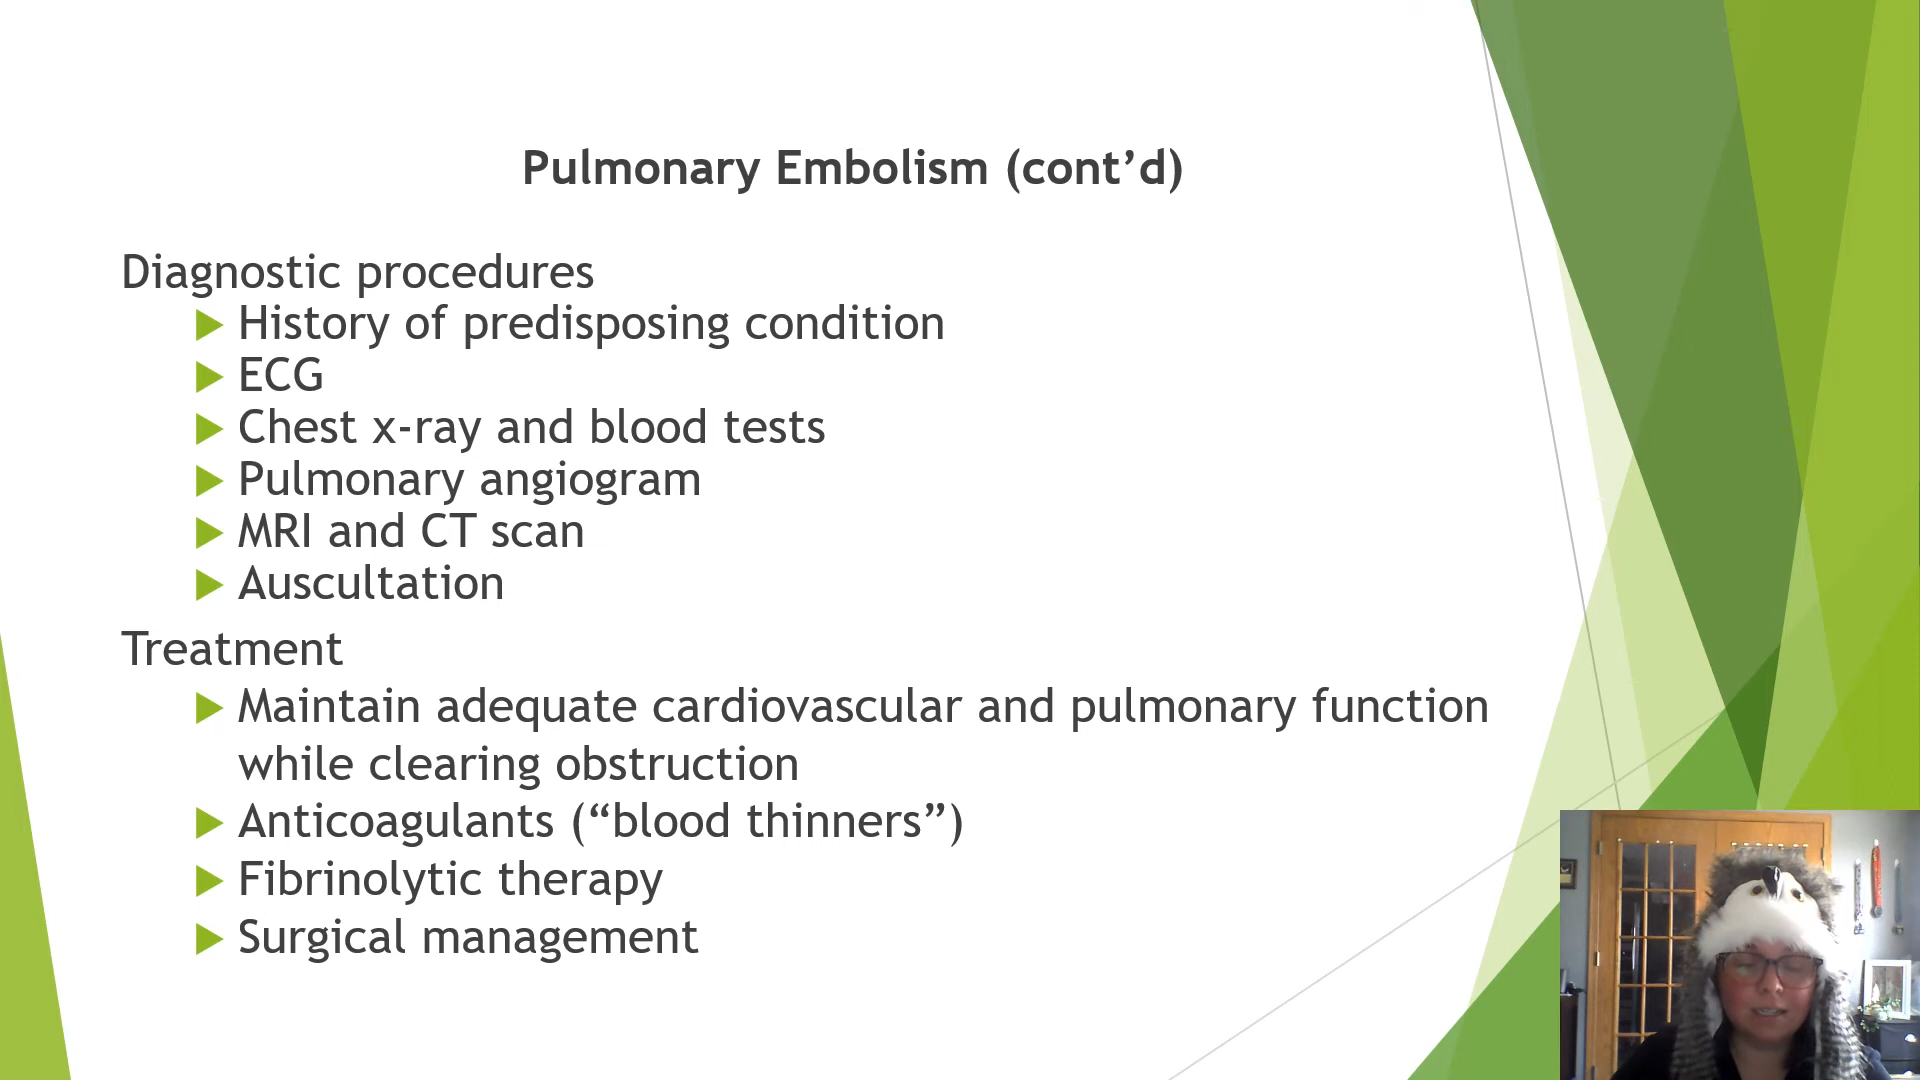 Pulmonary Embolism (cont’d)
Diagnostic procedures
History of predisposing condition
ECG
Chest x-ray and blood tests
Pulmonary angiogram
MRI and CT scan
Auscultation
Treatment
Maintain adequate cardiovascular and pulmonary function
while clearing obstruction
Anticoagulants (“blood thinners”)
Fibrinolytic therapy
Surgical management